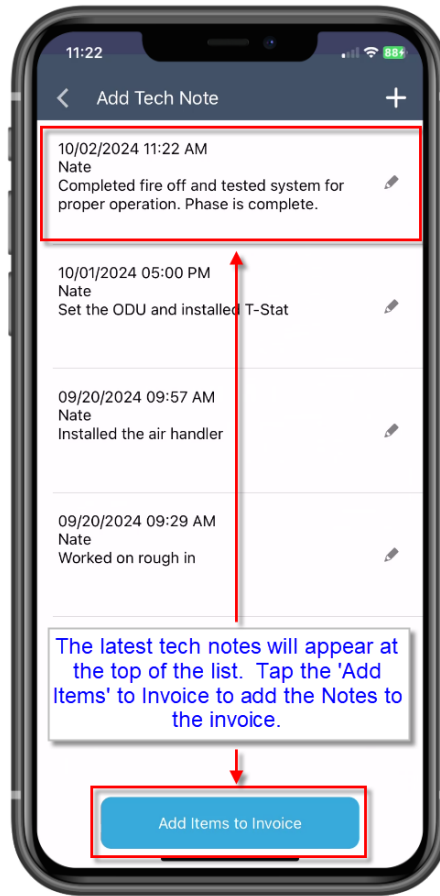 11:22
88
Add Tech Note
10/02/2024 11:22 AM
Nate
Completed fire off and tested system for
proper operation. Phase is complete.
10/01/2024 05:00 PM
Nate
Set the ODU and installed T-Stat
09/20/2024 09:57 AM
Nate
Installed the air handler
09/20/2024 09:29 AM
Nate
Worked on rough in
The latest tech notes will appear at
the top of the list. Tap the 'Add
Items' to Invoice to add the Notes to
the invoice.
Add Items to Invoice